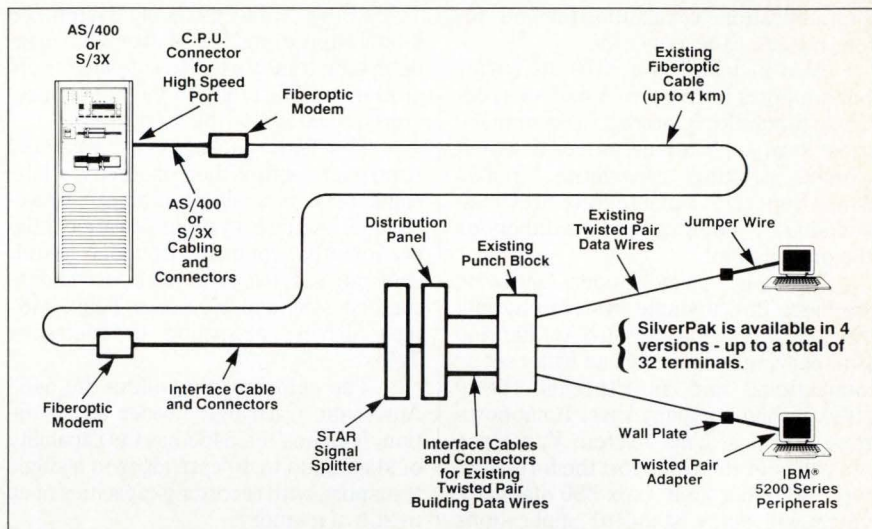 AS/400
or
S/3X
C.P.U.
Connector
for
High Speed
Port
Fiberoptic
Modem
Existing
Fiberoptic
Cable
(up to 4 km)
AS/400
or
S/3X
Cabling
and
Connectors
Distribution
Panel
Existing
Punch Block
Existing
Twisted Pair
Data Wires
Jumper Wire
SilverPak is available in 4
versions - up to a total of
32 terminals.
Fiberoptic
Modem
Interface Cable
and Connectors
STAR
Signal
Splitter
Interface Cables
and Connectors
for Existing
Twisted Pair
Building Data Wires
Wall Plate
Twisted Pair
Adapter
IBM®
5200 Series
Peripherals